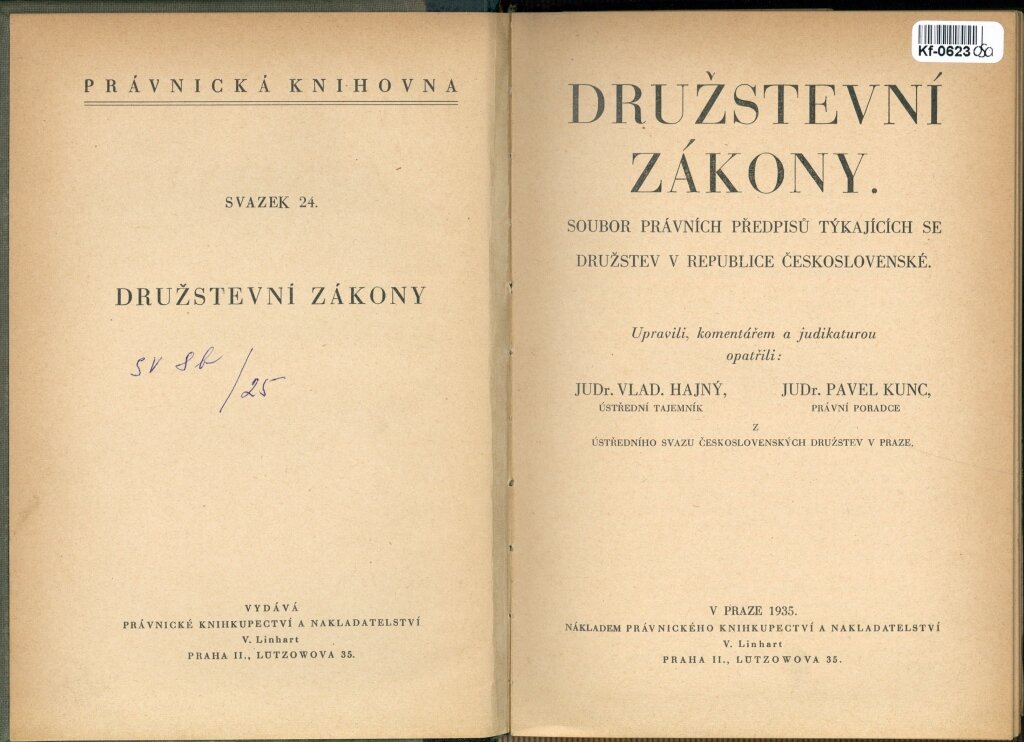 PRÁVNICKÁ KNIHOVNA
SVAZEK 24.
DRUŽSTEVNÍ ZÁKONY
SV 8b /25
VYDÁVÁ
PRÁVNICKÉ KNIHKUPECTVÍ A NAKLADATELSTVÍ
V. Linhart
PRAHA II., LÜTZOWOVA 35.
Kf-0623
DRUŽSTEVNÍ
ZÁKONY.
SOUBOR PRÁVNÍCH PŘEDPISŮ TÝKAJÍCÍCH SE
DRUŽSTEV V REPUBLICE ČESKOSLOVENSKÉ.
Upravili, komentářem a judikaturou
opatřili:
JUDr. VLAD. HAJNÝ, JUDr. PAVEL KUNC,
ÚSTŘEDNÍ TAJEMNÍK PRÁVNÍ PORADCE
Z
ÚSTŘEDNÍHO SVAZU ČESKOSLOVENSKÝCH DRUŽSTEV V PRAZE.
V PRAZE 1935.
NÁKLADEM PRÁVNICKÉHO KNIHKUPECTVÍ A NAKLADATELSTVÍ
V. Linhart
PRAHA II., LÜTZOWOVA 35.